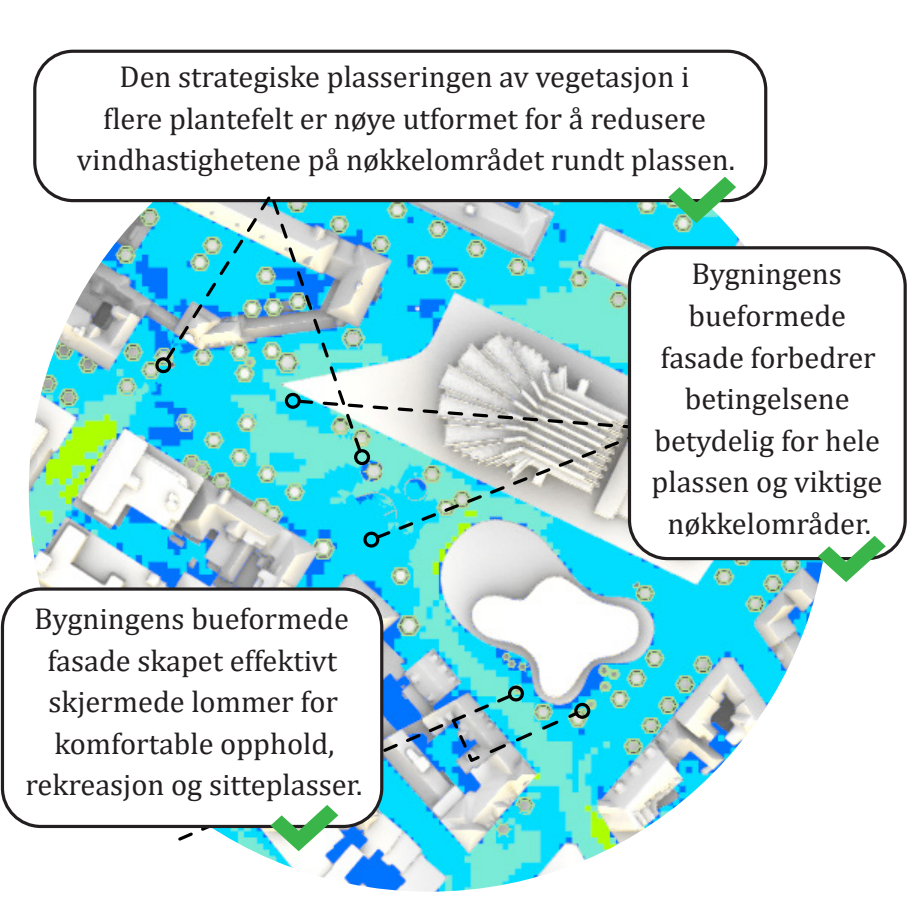 Den strategiske plasseringen av vegetasjon i
flere plantefelt er nøye utformet for å redusere
vindhastighetene på nøkkelområdet rundt plassen.
Bygningens
bueformede
fasade forbedrer
betingelsene
betydelig for hele
plassen og viktige
nøkkelområder.
Bygningens bueformede
fasade skapet effektivt
skjermede lommer for
komfortable opphold,
rekreasjon og sitteplasser.